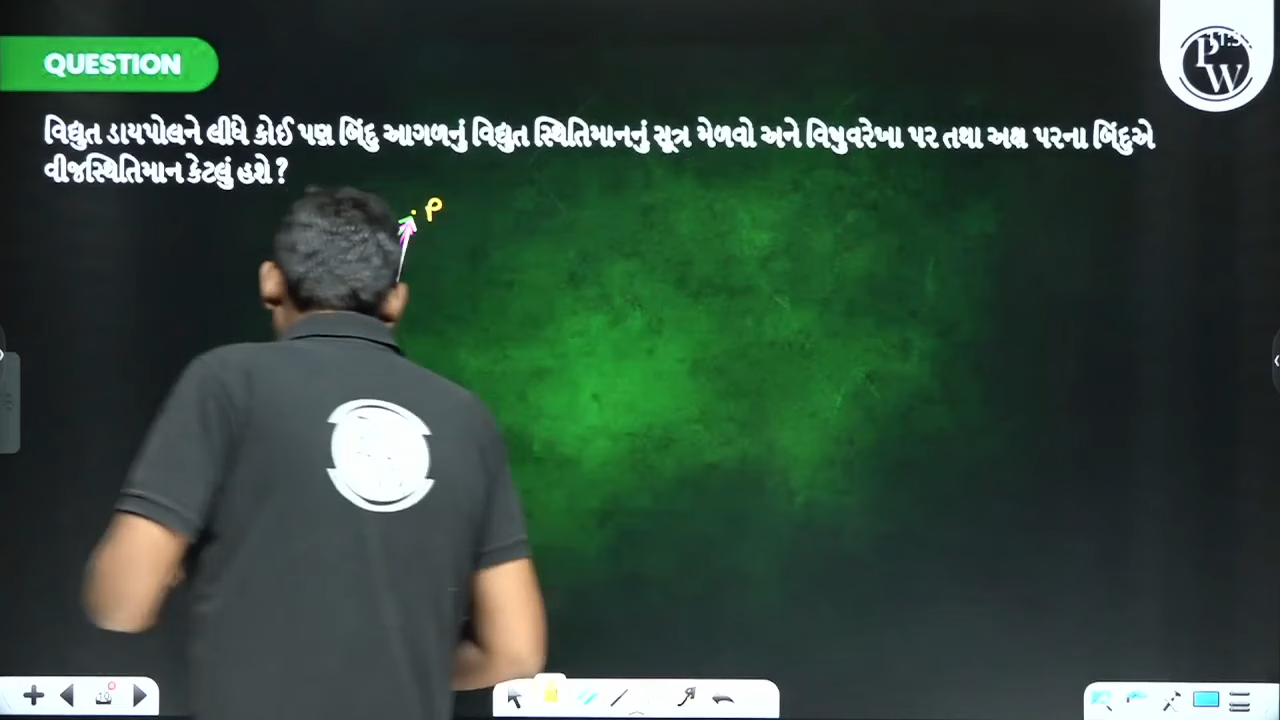 QUESTION
PW
વિદ્યુત ડાયપોલને લીધે કોઈ પણ બિંદુ આગળનું વિદ્યુત સ્થિતિમાનનું સૂત્ર મેળવો અને વિષુવરેખા પર તથા અક્ષ પરના બિંદુએ
વીજસ્થિતિમાન કેટલું હશે ?
P